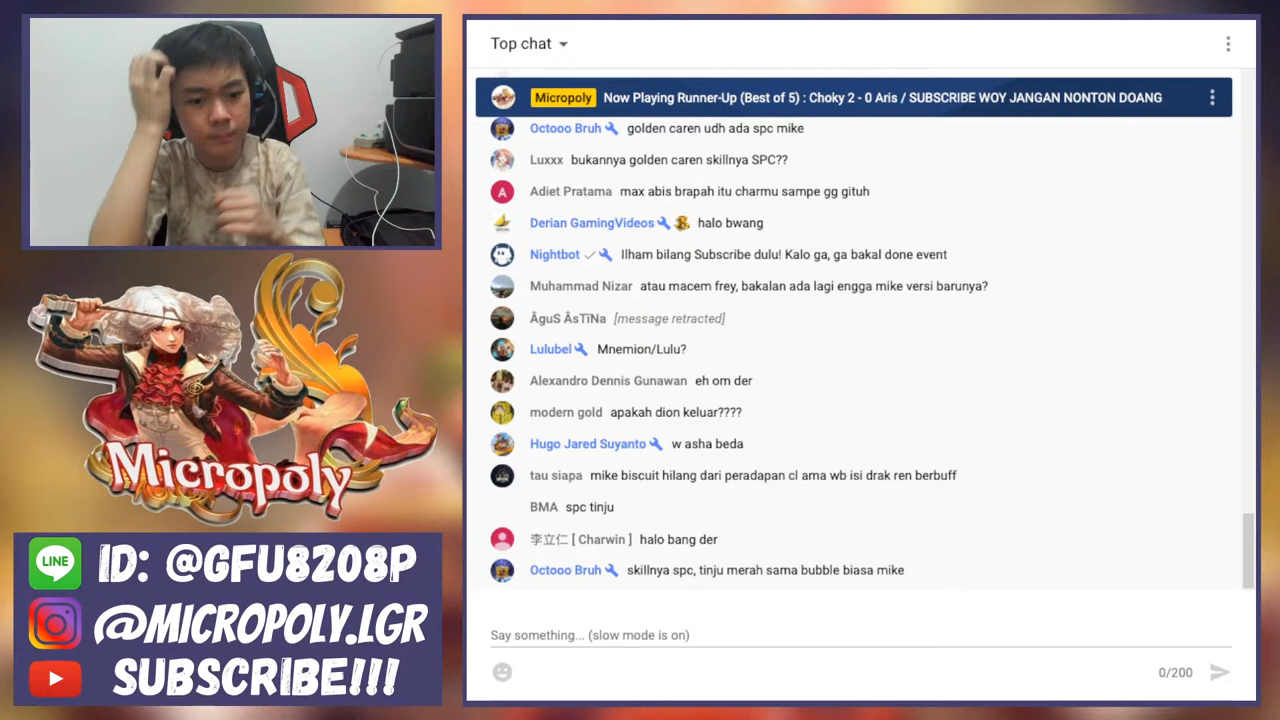 Top chat
Micropoly Now Playing Runner-Up (Best of 5) : Choky 2 - 0 Aris / SUBSCRIBE WOY JANGAN NONTON DOANG
Octooo Bruh golden caren udh ada spc mike
Luxxx bukannya golden caren skillnya SPC??
A Adiet Pratama max abis brapah itu charmu sampe gg gituh
Derian GamingVideos halo bwang
Nightbot Ilham bilang Subscribe dulu! Kalo ga, ga bakal done event
Muhammad Nizar atau macem frey, bakalan ada lagi engga mike versi barunya?
ÂguS ÂsTïNa [message retracted]
Lulubel Mnemion/Lulu?
Alexandro Dennis Gunawan eh om der
modern gold apakah dion keluar????
Hugo Jared Suyanto w asha beda
tau siapa mike biscuit hilang dari peradapan cl ama wb isi drak ren berbuff
BMA spc tinju
李立仁 [ Charwin ] halo bang der
Octooo Bruh skillnya spc, tinju merah sama bubble biasa mike
Say something... (slow mode is on)
0/200
Micropoly
LINE ID: @GFU8208P
@MICROPOLY.LGR
SUBSCRIBE!!!